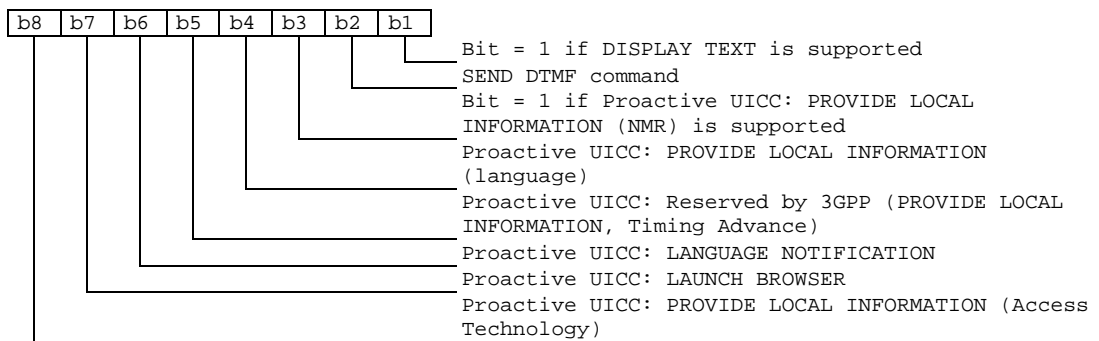 b8 b7 b6 b5 b4 b3 b2 b1
Bit = 1 if DISPLAY TEXT is supported
SEND DTMF command
Bit = 1 if Proactive UICC: PROVIDE LOCAL
INFORMATION (NMR) is supported
Proactive UICC: PROVIDE LOCAL INFORMATION
(language)
Proactive UICC: Reserved by 3GPP (PROVIDE LOCAL
INFORMATION, Timing Advance)
Proactive UICC: LANGUAGE NOTIFICATION
Proactive UICC: LAUNCH BROWSER
Proactive UICC: PROVIDE LOCAL INFORMATION (Access
Technology)